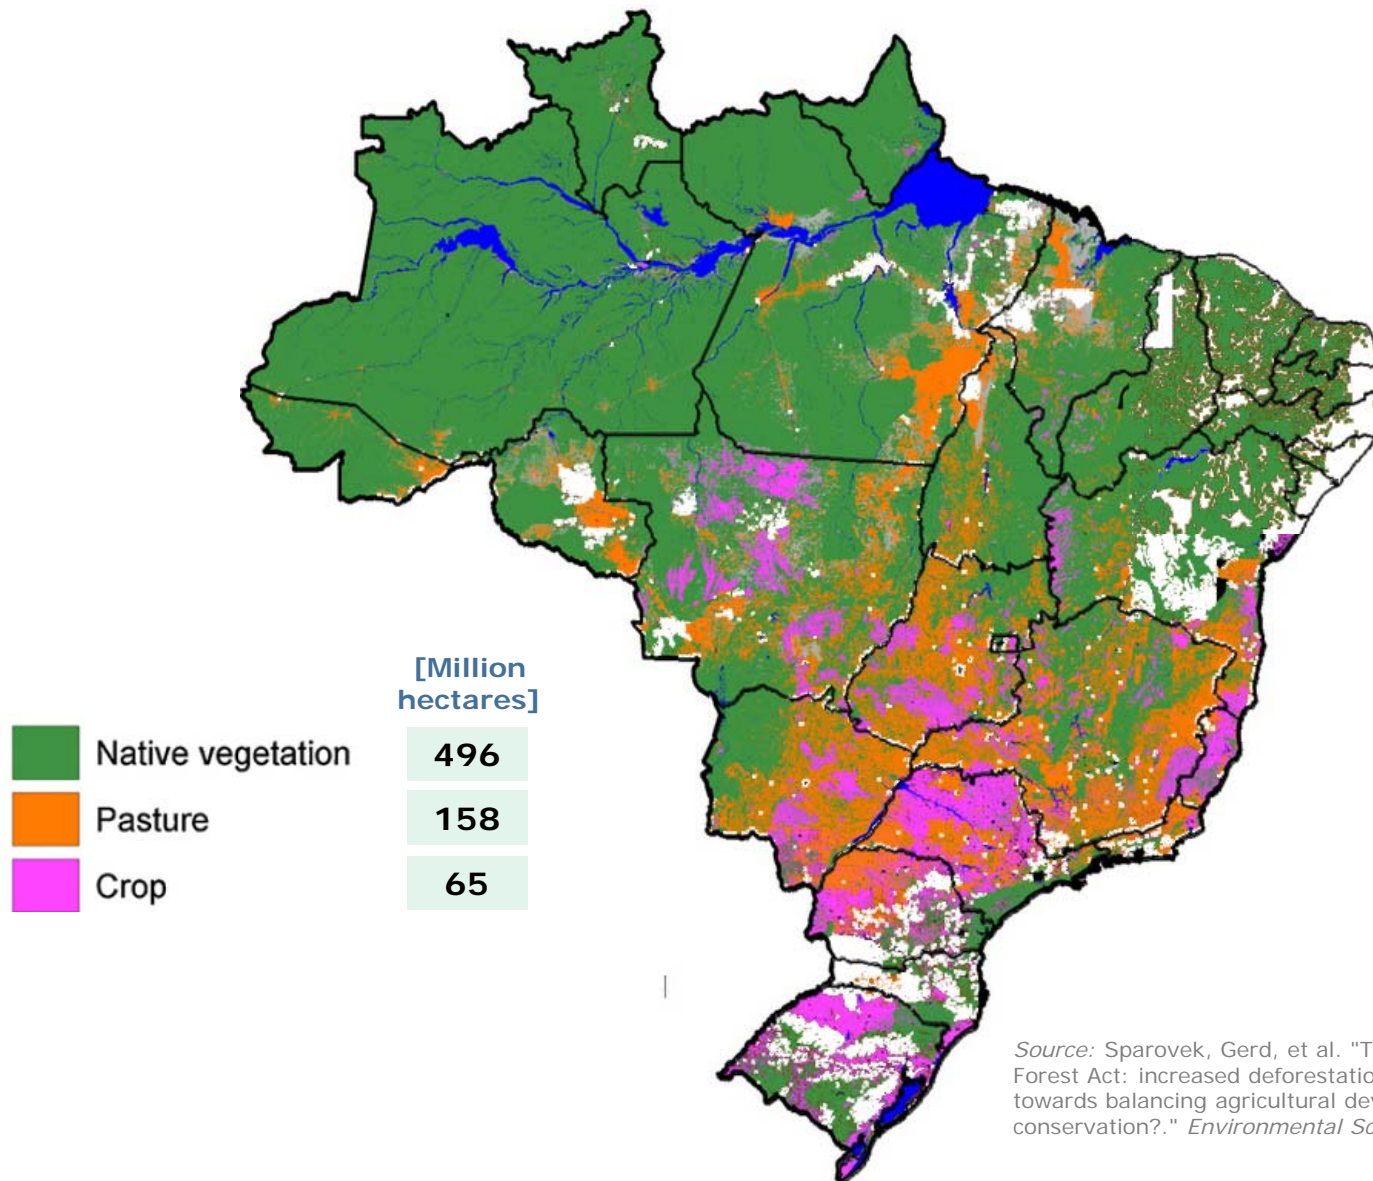 [Million
hectares]
Native vegetation 496
Pasture 158
Crop 65
Source: Sparovek, Gerd, et al. "T
Forest Act: increased deforestatio
towards balancing agricultural dev
conservation?." Environmental Sc